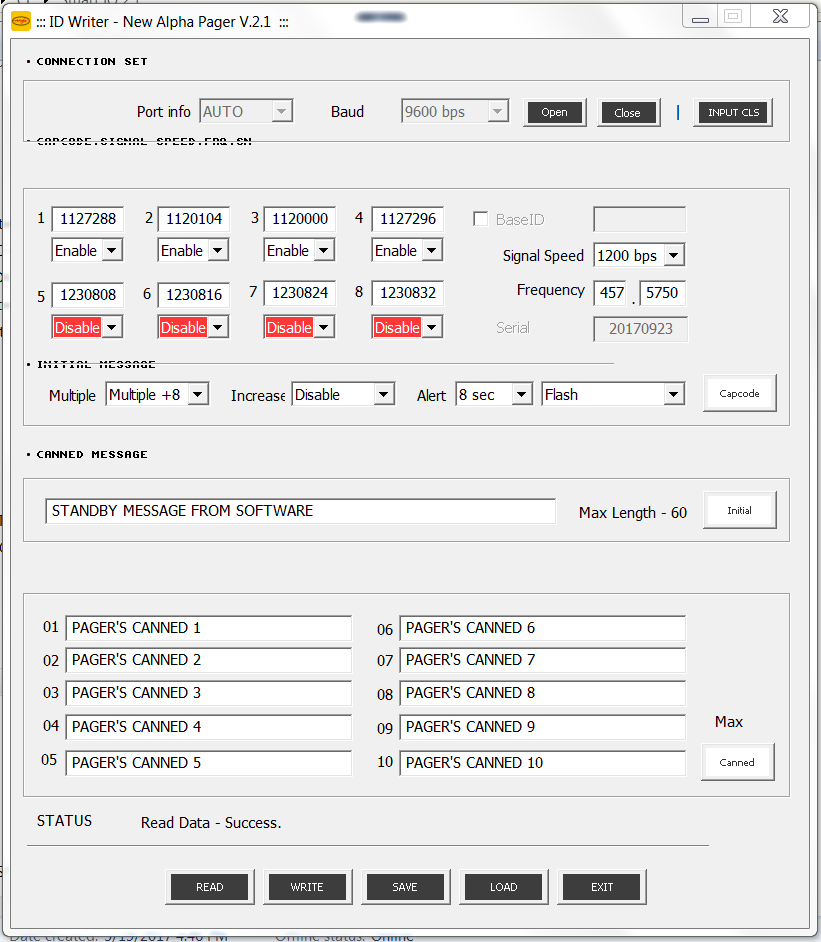 ::: ID Writer - New Alpha Pager V.2.1 :::
CONNECTION SET
Port info AUTO Baud 9600 bps Open Close | INPUT CLS
CAPCODE.SIGNAL SPEED.FRQ.SN
1 1127288 2 1120104 3 1120000 4 1127296 BaseID
Enable Enable Enable Enable Signal Speed 1200 bps
5 1230808 6 1230816 7 1230824 8 1230832 Frequency 457 . 5750
Disable Disable Disable Disable Serial 20170923
INITIAL MESSAGE
Multiple Multiple +8 Increase Disable Alert 8 sec Flash Capcode
CANNED MESSAGE
STANDBY MESSAGE FROM SOFTWARE Max Length - 60 Initial
01 PAGER'S CANNED 1 06 PAGER'S CANNED 6
02 PAGER'S CANNED 2 07 PAGER'S CANNED 7
03 PAGER'S CANNED 3 08 PAGER'S CANNED 8
04 PAGER'S CANNED 4 09 PAGER'S CANNED 9 Max
05 PAGER'S CANNED 5 10 PAGER'S CANNED 10 Canned
STATUS Read Data - Success.
READ WRITE SAVE LOAD EXIT
Date created: 9/19/2017 4:46 PM Online status: Online